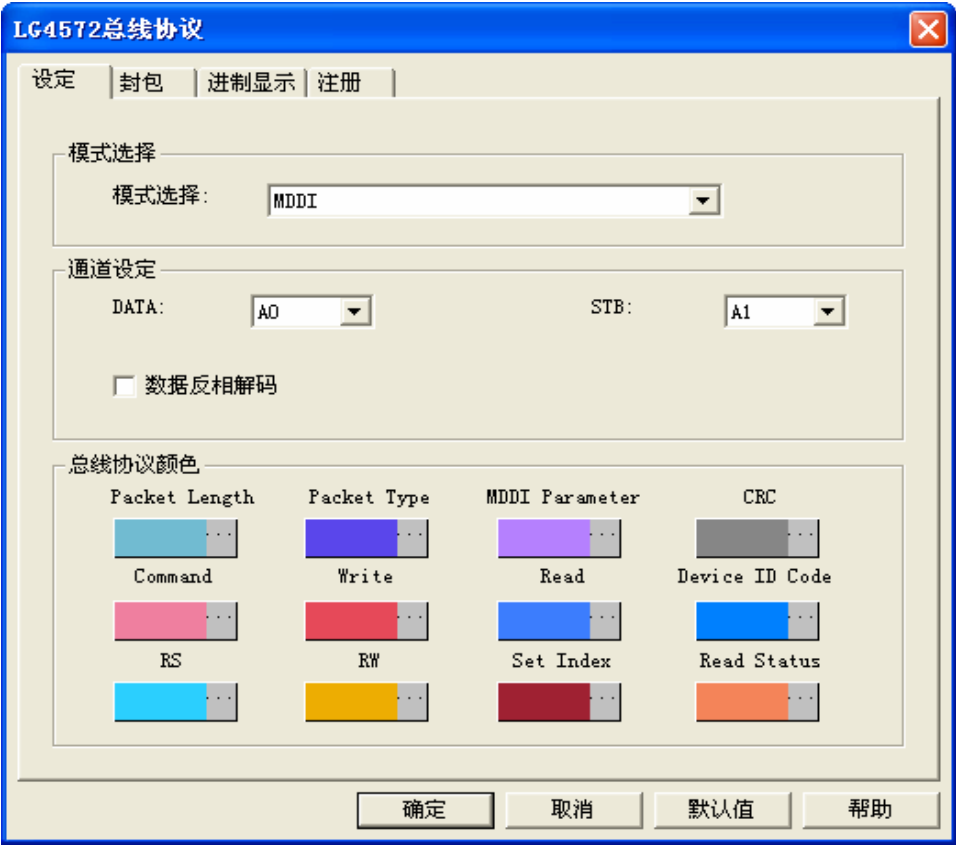 LG4572总线协议
设定 封包 进制显示 注册
模式选择
模式选择: MDDI
通道设定
DATA: A0 STB: A1
数据反相解码
总线协议颜色
Packet Length Packet Type MDDI Parameter CRC
... ... ... ...
Command Write Read Device ID Code
... ... ... ...
RS RW Set Index Read Status
... ... ... ...
确定 取消 默认值 帮助